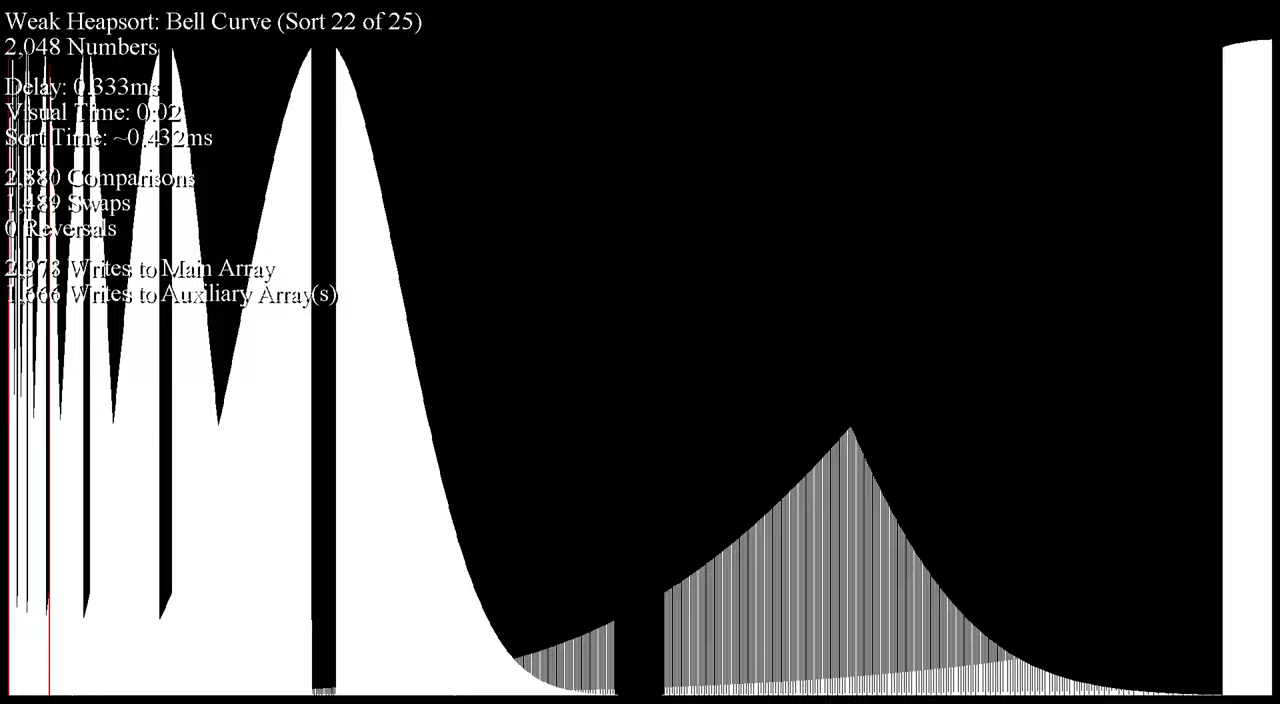 Weak Heapsort: Bell Curve (Sort 22 of 25)
2,048 Numbers
Delay: 0.333ms
Visual Time: 0:02
Sort Time: ~0.432ms
2,880 Comparisons
1,489 Swaps
0 Reversals
2,978 Writes to Main Array
1,666 Writes to Auxiliary Array(s)